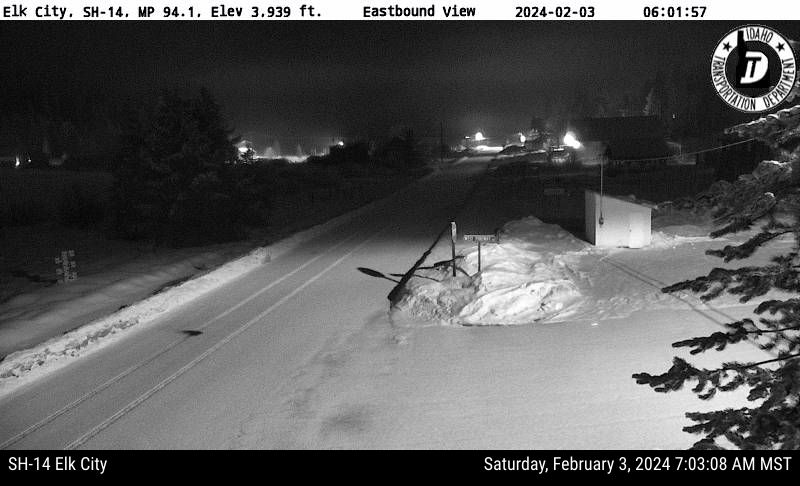 Elk City, SH-14, MP 94.1, Elev 3,939 ft. Eastbound View 2024-02-03 06:01:57
IDAHO
TRANSPORTATION DEPARTMENT
SH-14 Elk City
Saturday, February 3, 2024 7:03:08 AM MST